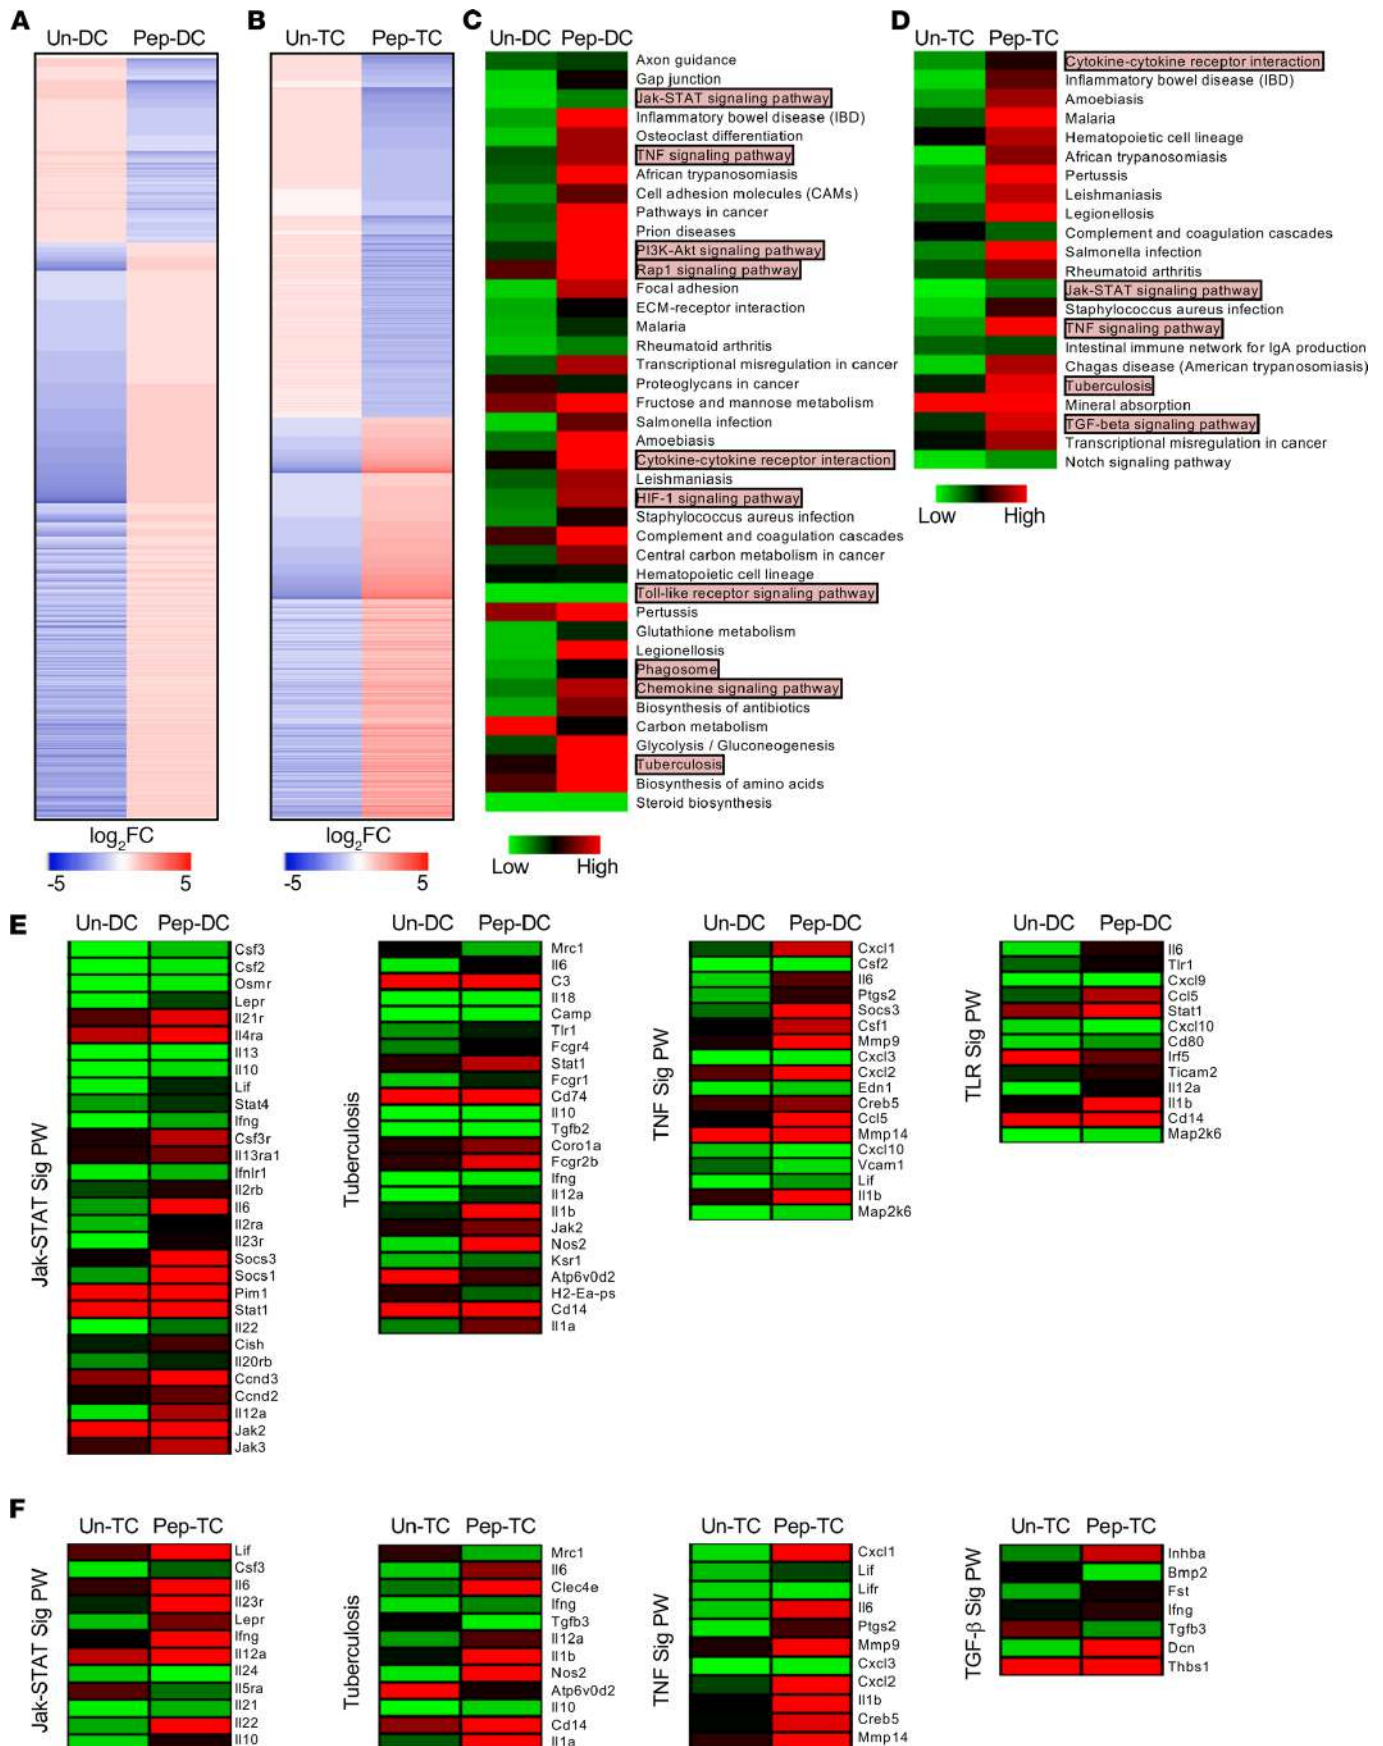 A
Un-DC Pep-DC
log2FC
-5 5
B
Un-TC Pep-TC
log2FC
-5 5
C
Un-DC Pep-DC
Axon guidance
Gap junction
Jak-STAT signaling pathway
Inflammatory bowel disease (IBD)
Osteoclast differentiation
TNF signaling pathway
African trypanosomiasis
Cell adhesion molecules (CAMs)
Pathways in cancer
Prion diseases
PI3K-Akt signaling pathway
Rap1 signaling pathway
Focal adhesion
ECM-receptor interaction
Malaria
Rheumatoid arthritis
Transcriptional misregulation in cancer
Proteoglycans in cancer
Fructose and mannose metabolism
Salmonella infection
Amoebiasis
Cytokine-cytokine receptor interaction
Leishmaniasis
HIF-1 signaling pathway
Staphylococcus aureus infection
Complement and coagulation cascades
Central carbon metabolism in cancer
Hematopoietic cell lineage
Toll-like receptor signaling pathway
Pertussis
Glutathione metabolism
Legionellosis
Phagosome
Chemokine signaling pathway
Biosynthesis of antibiotics
Carbon metabolism
Glycolysis / Gluconeogenesis
Tuberculosis
Biosynthesis of amino acids
Steroid biosynthesis
Low High
D
Un-TC Pep-TC
Cytokine-cytokine receptor interaction
Inflammatory bowel disease (IBD)
Amoebiasis
Malaria
Hematopoietic cell lineage
African trypanosomiasis
Pertussis
Leishmaniasis
Legionellosis
Complement and coagulation cascades
Salmonella infection
Rheumatoid arthritis
Jak-STAT signaling pathway
Staphylococcus aureus infection
TNF signaling pathway
Intestinal immune network for IgA production
Chagas disease (American trypanosomiasis)
Tuberculosis
Mineral absorption
TGF-beta signaling pathway
Transcriptional misregulation in cancer
Notch signaling pathway
Low High
E
Un-DC Pep-DC
Jak-STAT Sig PW
Csf3
Csf2
Osmr
Lepr
Il21r
Il4ra
Il13
Il10
Lif
Stat4
Ifng
Csf3r
Il13ra1
Ifnlr1
Il2rb
Il6
Il2ra
Il23r
Socs3
Socs1
Pim1
Stat1
Il22
Cish
Il20rb
Ccnd3
Ccnd2
Il12a
Jak2
Jak3
Un-DC Pep-DC
Tuberculosis
Mrc1
Il6
C3
Il18
Camp
Tlr1
Fcgr4
Stat1
Fcgr1
Cd74
Il10
Tgfb2
Coro1a
Fcgr2b
Ifng
Il12a
Il1b
Jak2
Nos2
Ksr1
Atp6v0d2
H2-Ea-ps
Cd14
Il1a
Un-DC Pep-DC
TNF Sig PW
Cxcl1
Csf2
Il6
Ptgs2
Socs3
Csf1
Mmp9
Cxcl3
Cxcl2
Edn1
Creb5
Ccl5
Mmp14
Cxcl10
Vcam1
Lif
Il1b
Map2k6
Un-DC Pep-DC
TLR Sig PW
Il6
Tlr1
Cxcl9
Ccl5
Stat1
Cxcl10
Cd80
Irf5
Ticam2
Il12a
Il1b
Cd14
Map2k6
F
Un-TC Pep-TC
Jak-STAT Sig PW
Lif
Csf3
Il6
Il23r
Lepr
Ifng
Il12a
Il24
Il5ra
Il21
Il22
Il10
Un-TC Pep-TC
Tuberculosis
Mrc1
Il6
Clec4e
Ifng
Tgfb3
Il12a
Il1b
Nos2
Atp6v0d2
Il10
Cd14
Il1a
Un-TC Pep-TC
TNF Sig PW
Cxcl1
Lif
Lifr
Il6
Ptgs2
Mmp9
Cxcl3
Cxcl2
Il1b
Creb5
Mmp14
Un-TC Pep-TC
TGF-β Sig PW
Inhba
Bmp2
Fst
Ifng
Tgfb3
Dcn
Thbs1